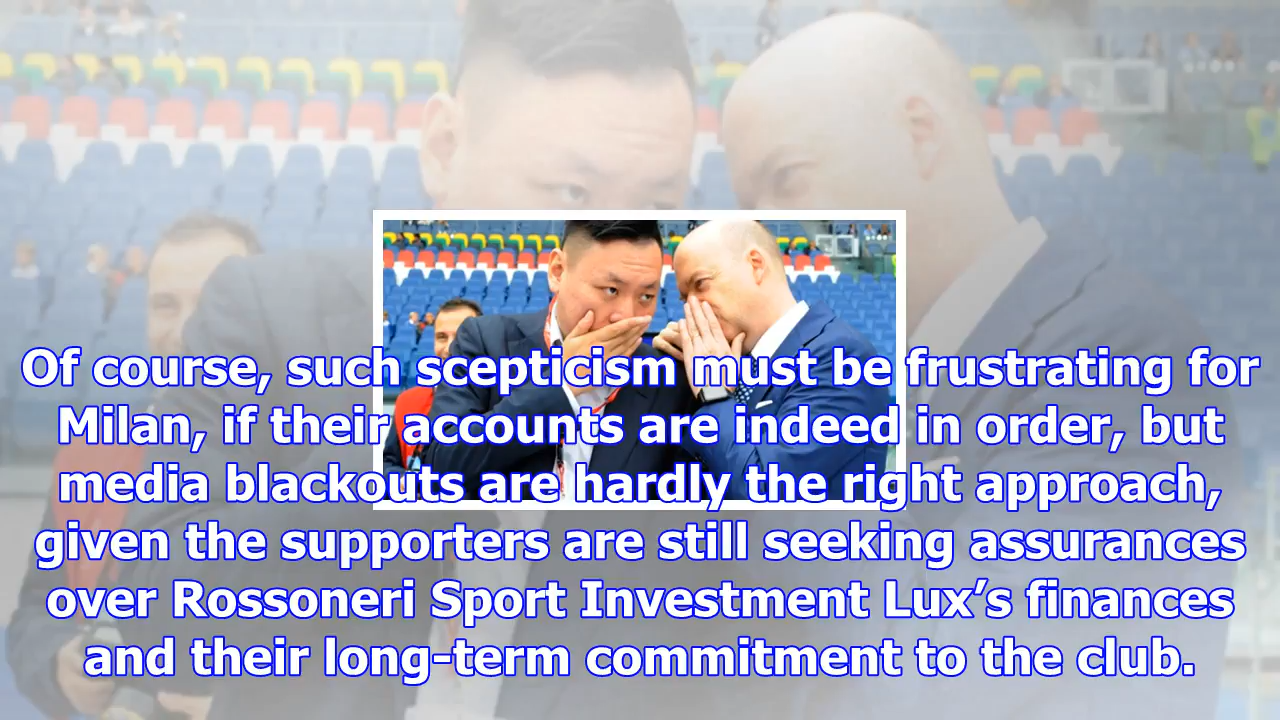 Of course, such scepticism must be frustrating for
Milan, if their accounts are indeed in order, but
media blackouts are hardly the right approach,
given the supporters are still seeking assurances
over Rossoneri Sport Investment Lux’s finances
and their long-term commitment to the club.